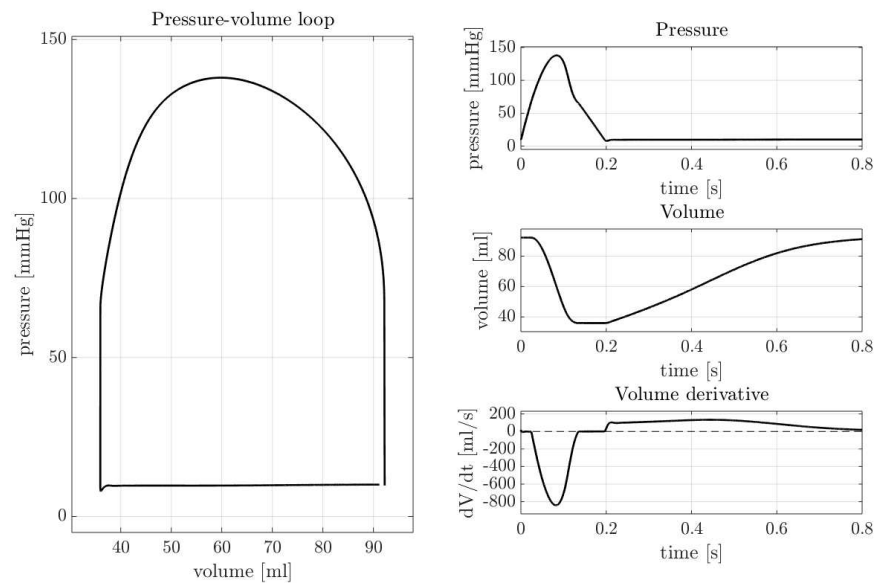 Pressure-volume loop
150
100
50
0
40 50 60 70 80 90
volume [ml]
pressure [mmHg]
Pressure
150
100
50
0
0 0.2 0.4 0.6 0.8
time [s]
pressure [mmHg]
Volume
80
60
40
0 0.2 0.4 0.6 0.8
time [s]
volume [ml]
Volume derivative
200
0
-200
-400
-600
-800
0 0.2 0.4 0.6 0.8
time [s]
dV/dt [ml/s]